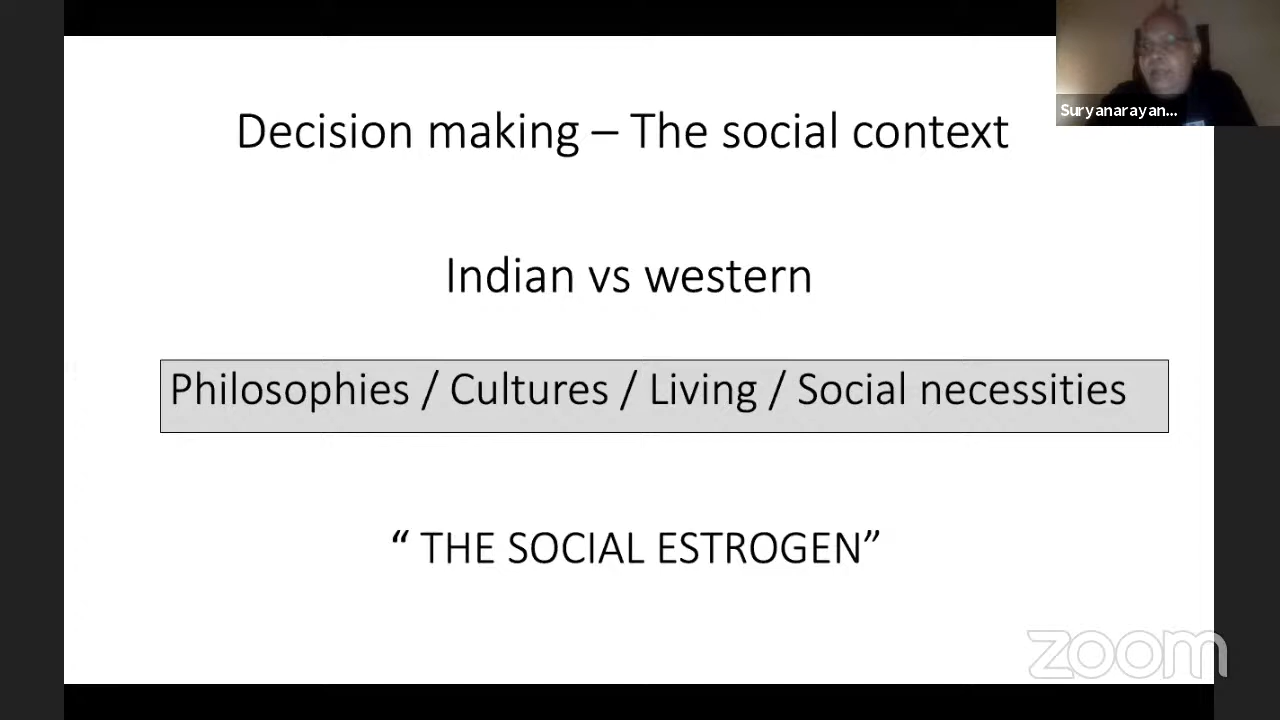 Suryanarayan...
Decision making – The social context
Indian vs western
Philosophies / Cultures / Living / Social necessities
“ THE SOCIAL ESTROGEN”
zoom